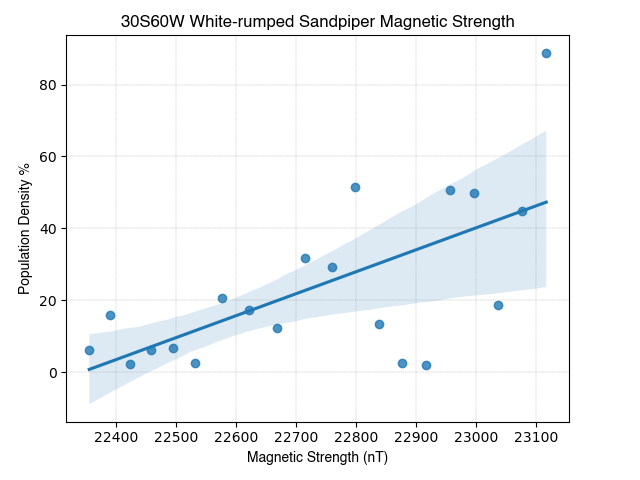 30S60W White-rumped Sandpiper Magnetic Strength
Population Density %
80
60
40
20
0
22400 22500 22600 22700 22800 22900 23000 23100
Magnetic Strength (nT)